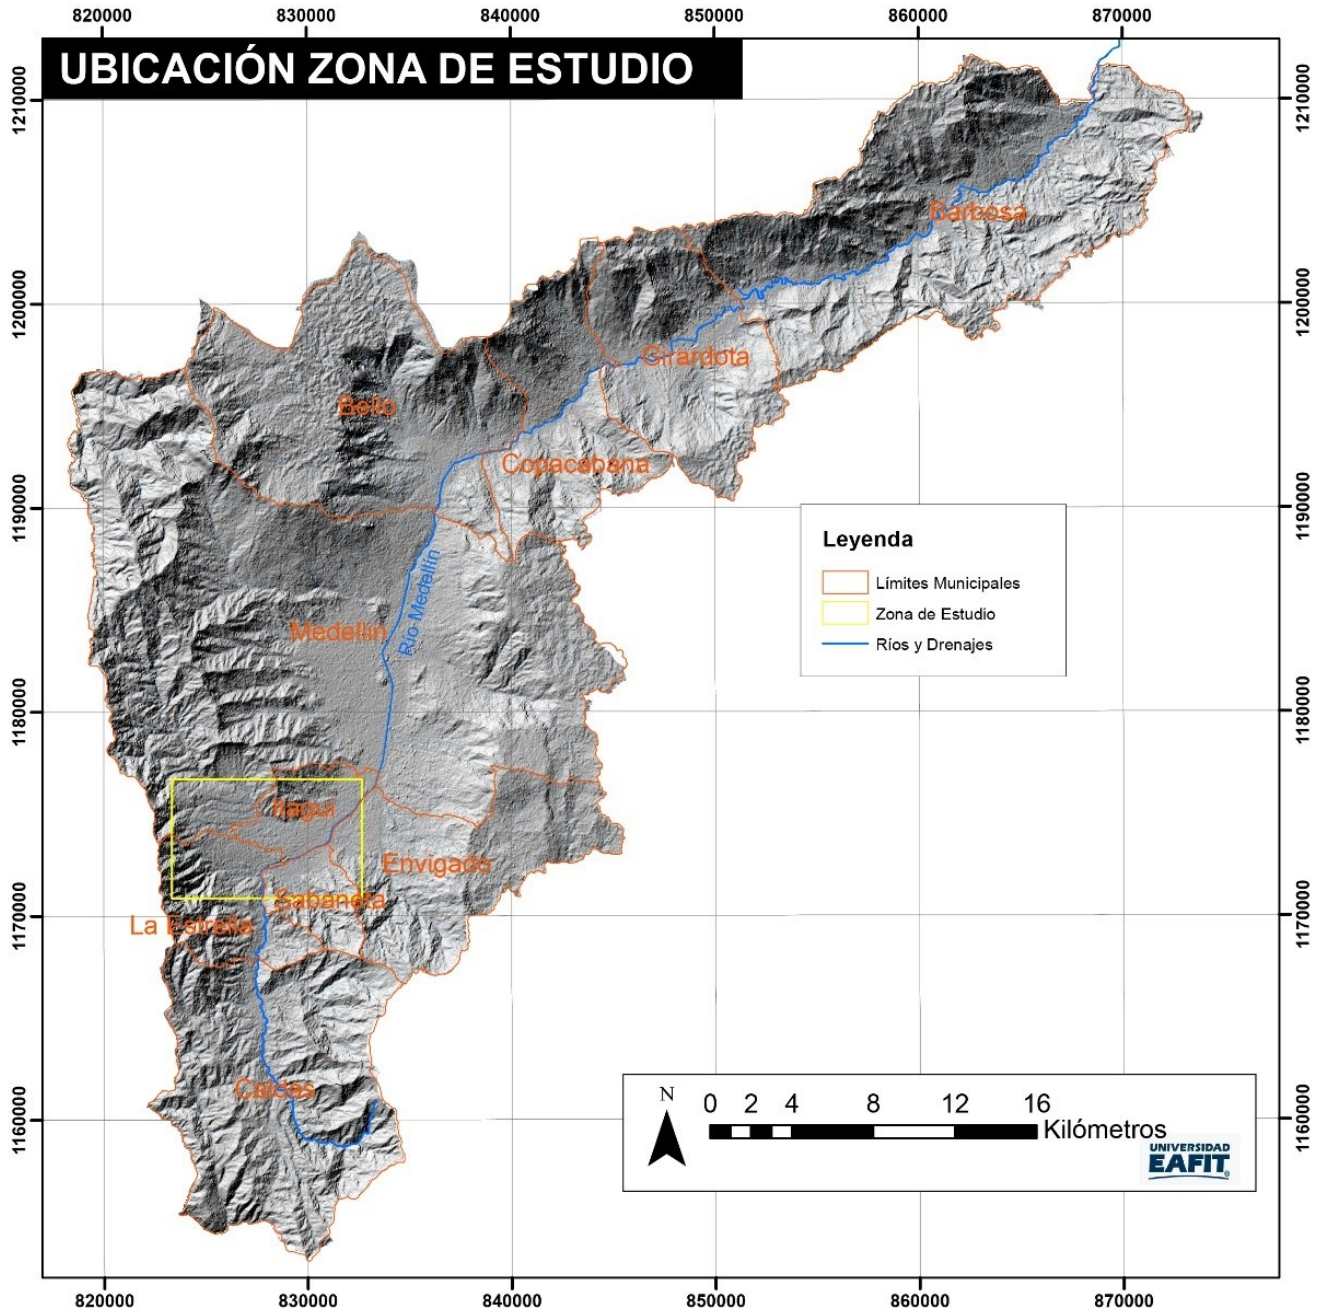 820000 830000 840000 850000 860000 870000
UBICACIÓN ZONA DE ESTUDIO
1210000 1210000
Barbosa
1200000 1200000
Girardota
Bello
Copacabana
1190000 1190000
Leyenda
Límites Municipales
Zona de Estudio
Ríos y Drenajes
Río Medellín
Medellín
1180000 1180000
Itagui
Envigado
Sabaneta
1170000 1170000
La Estrella
Caldas
1160000 1160000
N
0 2 4 8 12 16
Kilómetros
UNIVERSIDAD
EAFIT
®
820000 830000 840000 850000 860000 870000